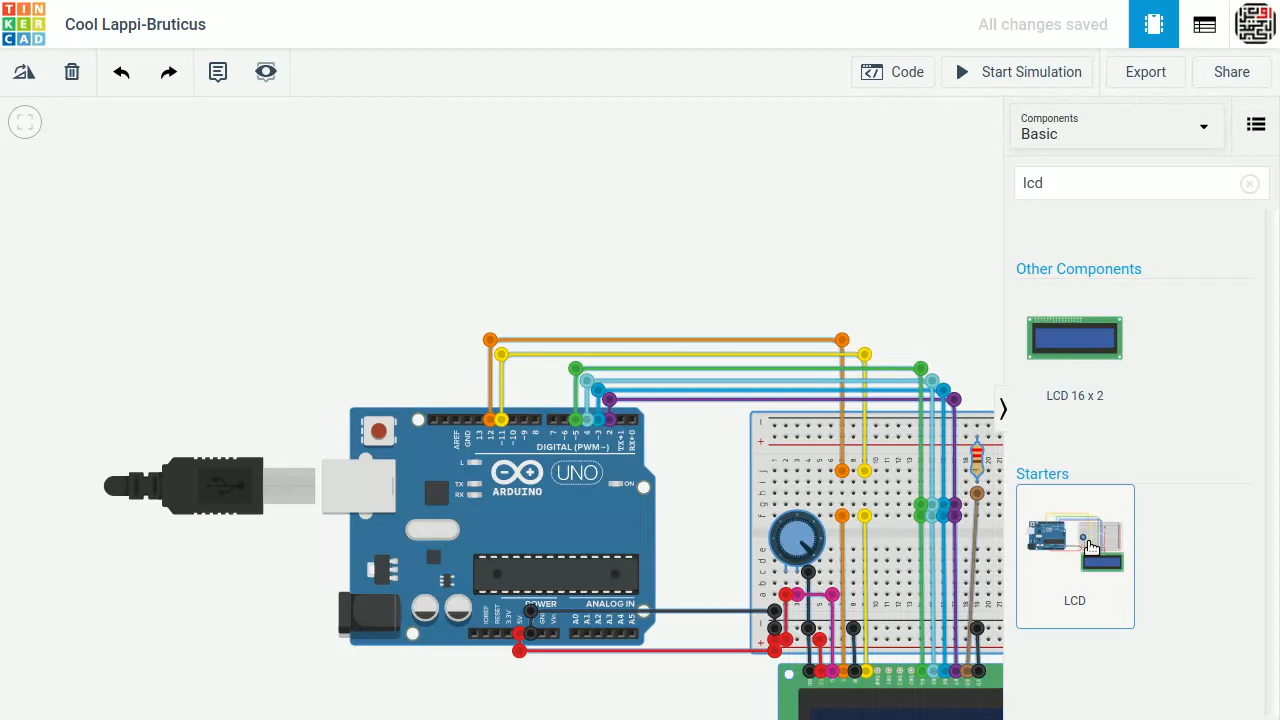 TIN
KER
CAD
Cool Lappi-Bruticus
All changes saved
Code
Start Simulation
Export
Share
Components
Basic
lcd
Other Components
LCD 16 x 2
Starters
LCD
AREF
GND
13
12
~11
~10
~9
8
7
~6
~5
4
~3
2
TX→1
RX←0
DIGITAL (PWM~)
L
TX
RX
ON
UNO
ARDUINO
POWER
ANALOG IN
IOREF
RESET
3.3V
5V
Vin
A0
A1
A2
A3
A4
A5